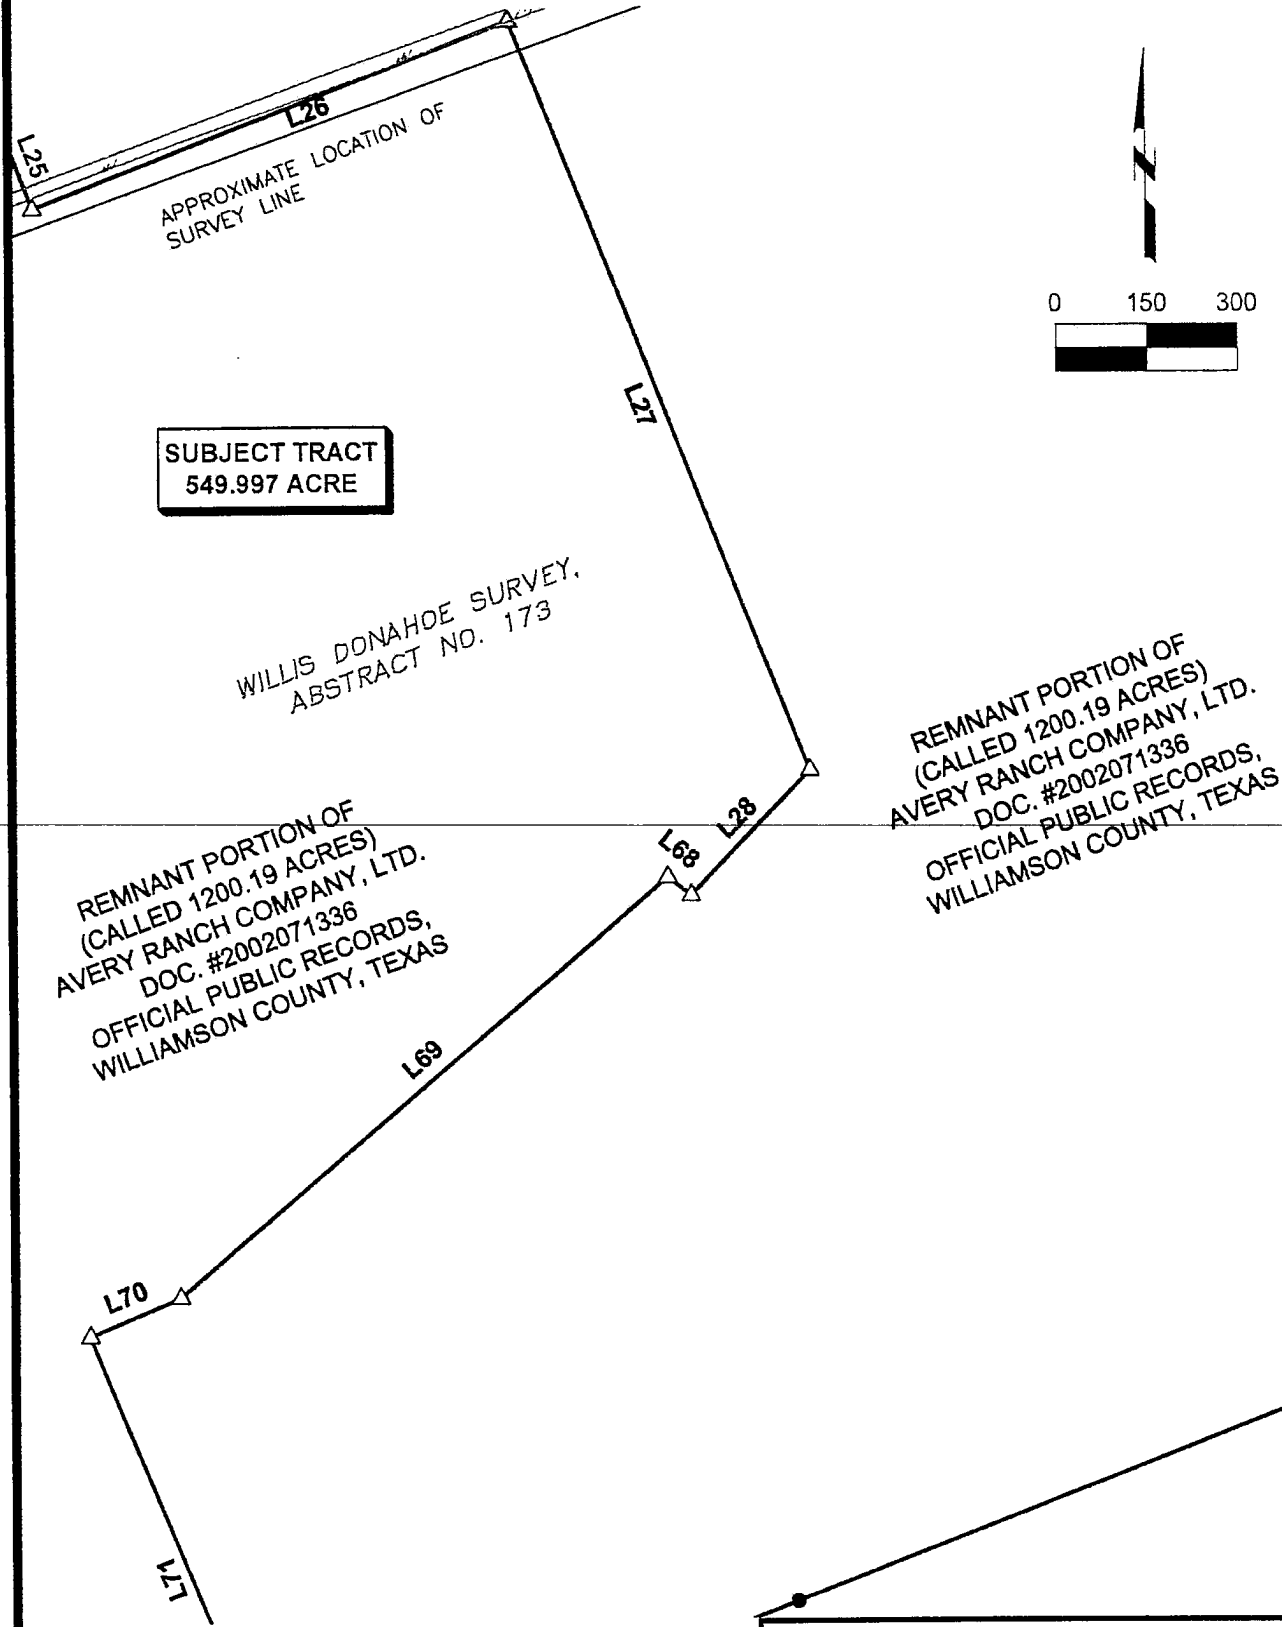 L25
L26
APPROXIMATE LOCATION OF
SURVEY LINE
N
0 150 300
L27
SUBJECT TRACT
549.997 ACRE
WILLIS DONAHOE SURVEY,
ABSTRACT NO. 173
REMNANT PORTION OF
(CALLED 1200.19 ACRES)
AVERY RANCH COMPANY, LTD.
DOC. #2002071336
OFFICIAL PUBLIC RECORDS,
WILLIAMSON COUNTY, TEXAS
L28
L68
REMNANT PORTION OF
(CALLED 1200.19 ACRES)
AVERY RANCH COMPANY, LTD.
DOC. #2002071336
OFFICIAL PUBLIC RECORDS,
WILLIAMSON COUNTY, TEXAS
L69
L70
L71